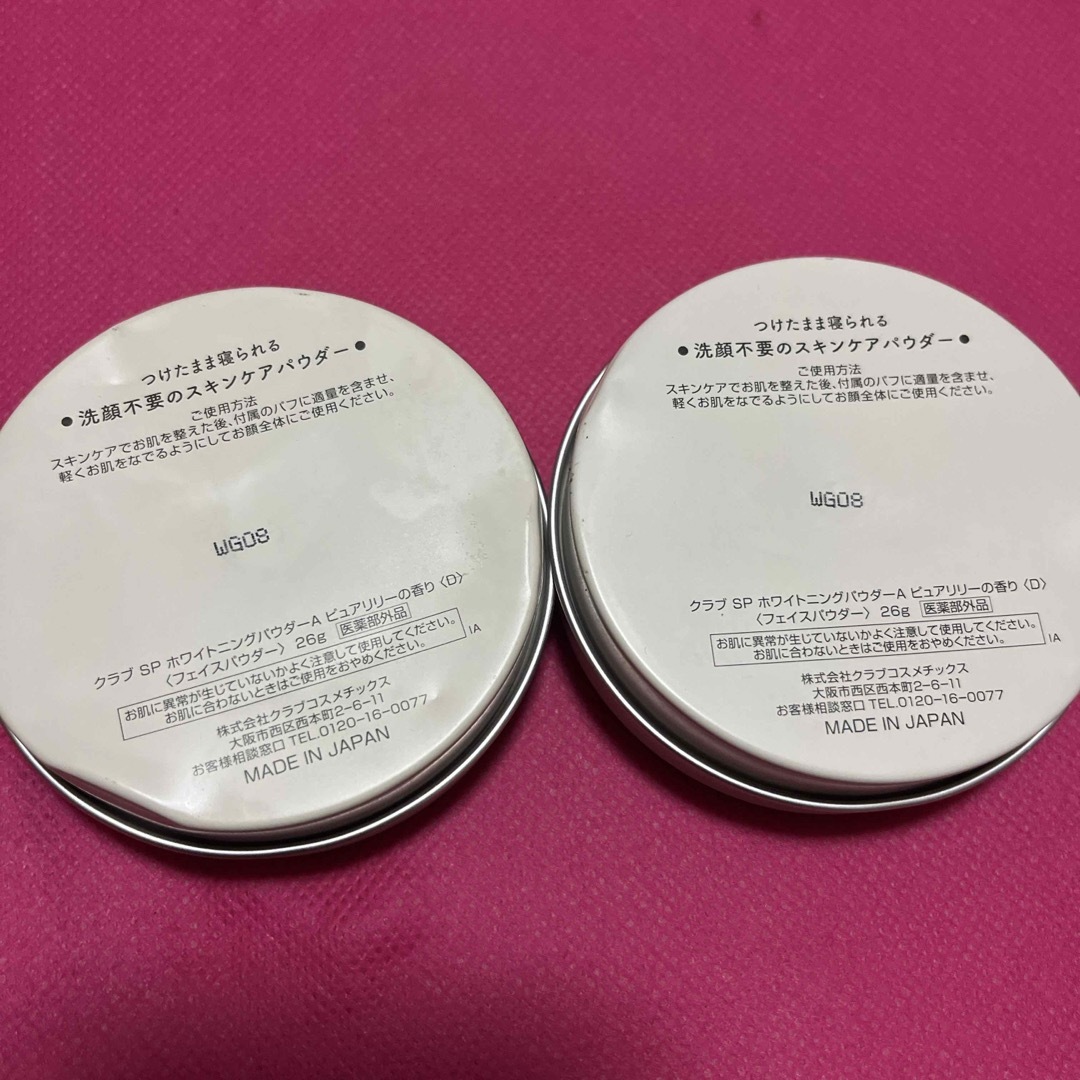 つけたまま寝られる
●洗顔不要のスキンケアパウダー●
ご使用方法
スキンケアでお肌を整えた後、付属のパフに適量を含ませ、
軽くお肌をなでるようにしてお顔全体にご使用ください。
WG08
クラブ SP ホワイトニングパウダーA ピュアリリーの香り〈D〉
〈フェイスパウダー〉 26g 医薬部外品
お肌に異常が生じていないかよく注意して使用してください。
お肌に合わないときはご使用をおやめください。
IA
株式会社クラブコスメチックス
大阪市西区西本町2-6-11
お客様相談窓口 TEL.0120-16-0077
MADE IN JAPAN
つけたまま寝られる
●洗顔不要のスキンケアパウダー●
ご使用方法
スキンケアでお肌を整えた後、付属のパフに適量を含ませ、
軽くお肌をなでるようにしてお顔全体にご使用ください。
WG08
クラブ SP ホワイトニングパウダーA ピュアリリーの香り〈D〉
〈フェイスパウダー〉 26g 医薬部外品
お肌に異常が生じていないかよく注意して使用してください。
お肌に合わないときはご使用をおやめください。
IA
株式会社クラブコスメチックス
大阪市西区西本町2-6-11
お客様相談窓口 TEL.0120-16-0077
MADE IN JAPAN